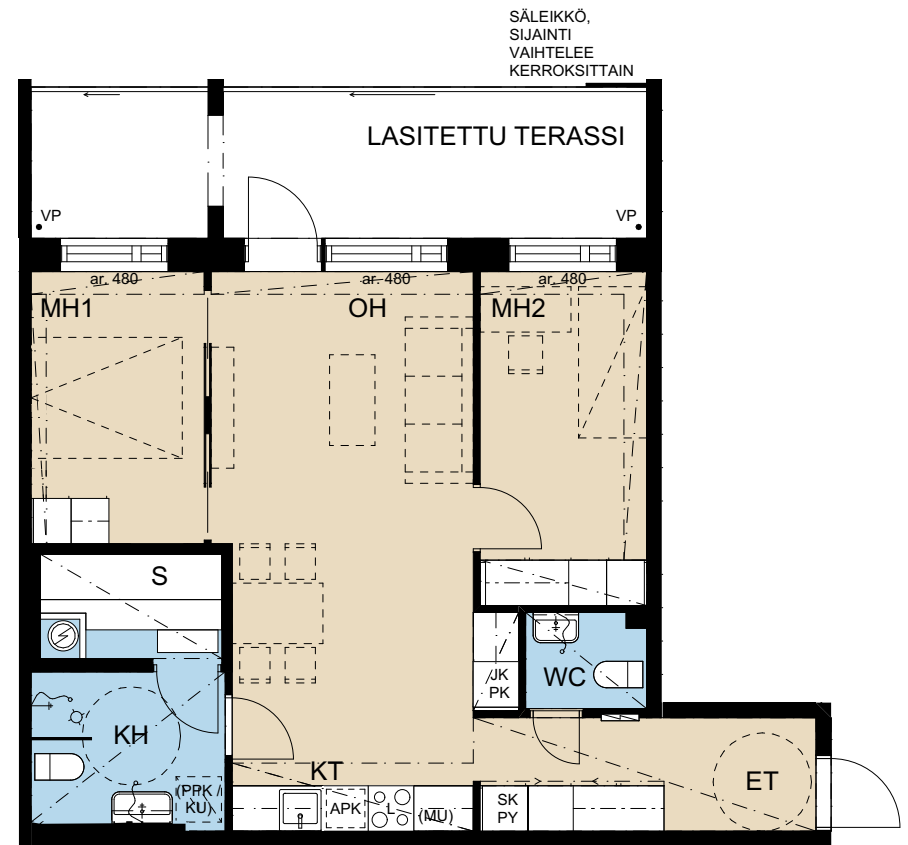 SÄLEIKKÖ,
SIJAINTI
VAIHTELEE
KERROKSITTAIN
LASITETTU TERASSI
VP
VP
ar. 480
ar. 480
ar. 480
MH1
OH
MH2
S
JK
PK
WC
KH
KT
ET
(PPK/
KU)
APK
(MU)
SK
PY